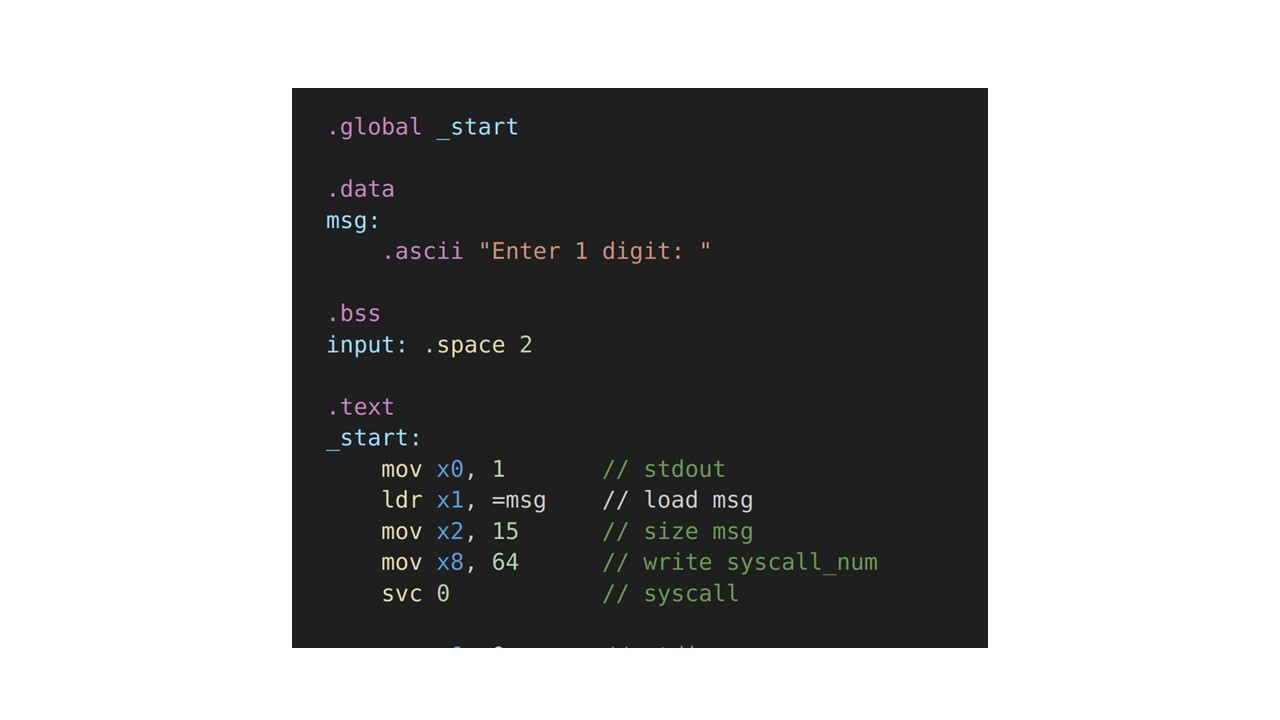 .global _start
.data
msg:
.ascii "Enter 1 digit: "
.bss
input: .space 2
.text
_start:
mov x0, 1 // stdout
ldr x1, =msg // load msg
mov x2, 15 // size msg
mov x8, 64 // write syscall_num
svc 0 // syscall